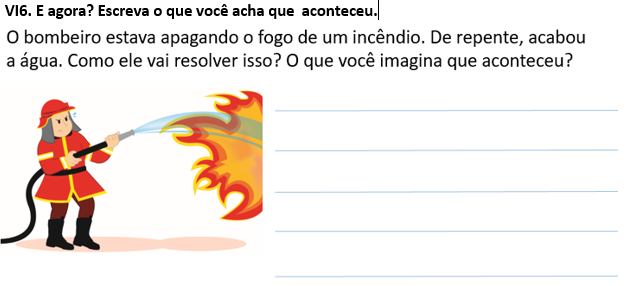 VI6. E agora? Escreva o que você acha que  aconteceu.
O bombeiro estava apagando o fogo de um incêndio. De repente, acabou
a água. Como ele vai resolver isso? O que você imagina que aconteceu?